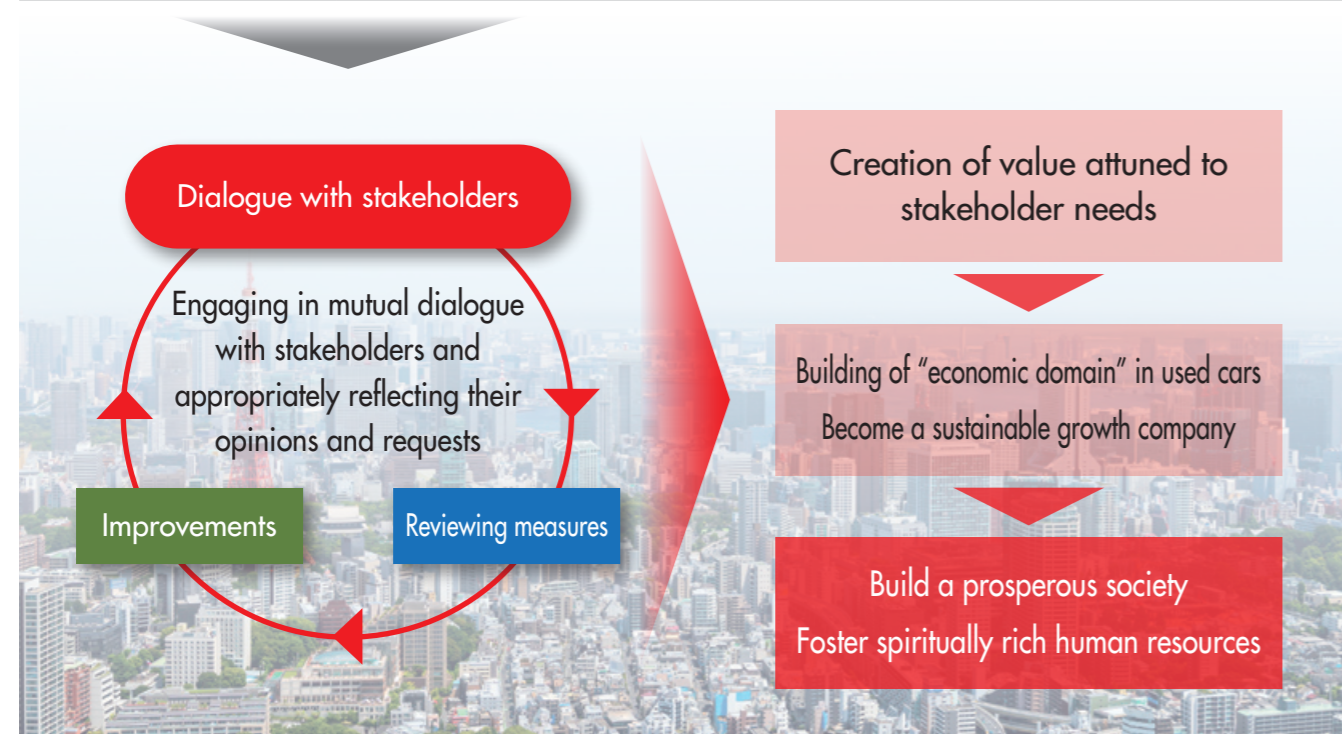 Dialogue with stakeholders
Engaging in mutual dialogue
with stakeholders and
appropriately reflecting their
opinions and requests
Improvements
Reviewing measures
Creation of value attuned to
stakeholder needs
Building of “economic domain” in used cars
Become a sustainable growth company
Build a prosperous society
Foster spiritually rich human resources